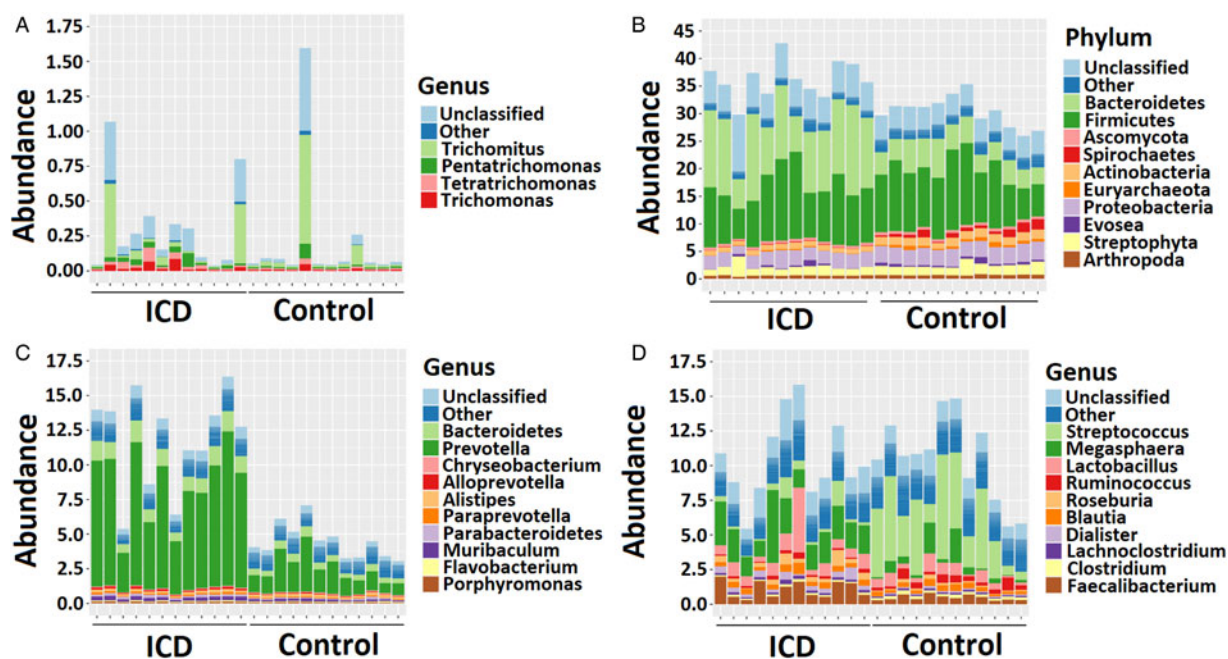 A
Abundance
1.75
1.50
1.25
1.00
0.75
0.50
0.25
0.00
ICD Control
Genus
Unclassified
Other
Trichomitus
Pentatrichomonas
Tetratrichomonas
Trichomonas
B
Abundance
45
40
35
30
25
20
15
10
5
0
ICD Control
Phylum
Unclassified
Other
Bacteroidetes
Firmicutes
Ascomycota
Spirochaetes
Actinobacteria
Euryarchaeota
Proteobacteria
Evosea
Streptophyta
Arthropoda
C
Abundance
17.5
15.0
12.5
10.0
7.5
5.0
2.5
0.0
ICD Control
Genus
Unclassified
Other
Bacteroidetes
Prevotella
Chryseobacterium
Alloprevotella
Alistipes
Paraprevotella
Parabacteroidetes
Muribaculum
Flavobacterium
Porphyromonas
D
Abundance
17.5
15.0
12.5
10.0
7.5
5.0
2.5
0.0
ICD Control
Genus
Unclassified
Other
Streptococcus
Megasphaera
Lactobacillus
Ruminococcus
Roseburia
Blautia
Dialister
Lachnoclostridium
Clostridium
Faecalibacterium